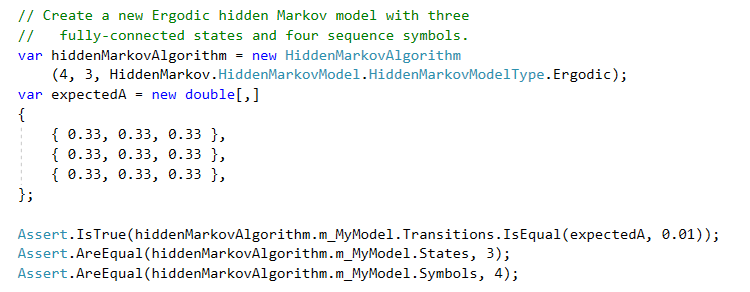 // Create a new Ergodic hidden Markov model with three
//   fully-connected states and four sequence symbols.
var hiddenMarkovAlgorithm = new HiddenMarkovAlgorithm
    (4, 3, HiddenMarkov.HiddenMarkovModel.HiddenMarkovModelType.Ergodic);
var expectedA = new double[,]
{
    { 0.33, 0.33, 0.33 },
    { 0.33, 0.33, 0.33 },
    { 0.33, 0.33, 0.33 },
};

Assert.IsTrue(hiddenMarkovAlgorithm.m_MyModel.Transitions.IsEqual(expectedA, 0.01));
Assert.AreEqual(hiddenMarkovAlgorithm.m_MyModel.States, 3);
Assert.AreEqual(hiddenMarkovAlgorithm.m_MyModel.Symbols, 4);